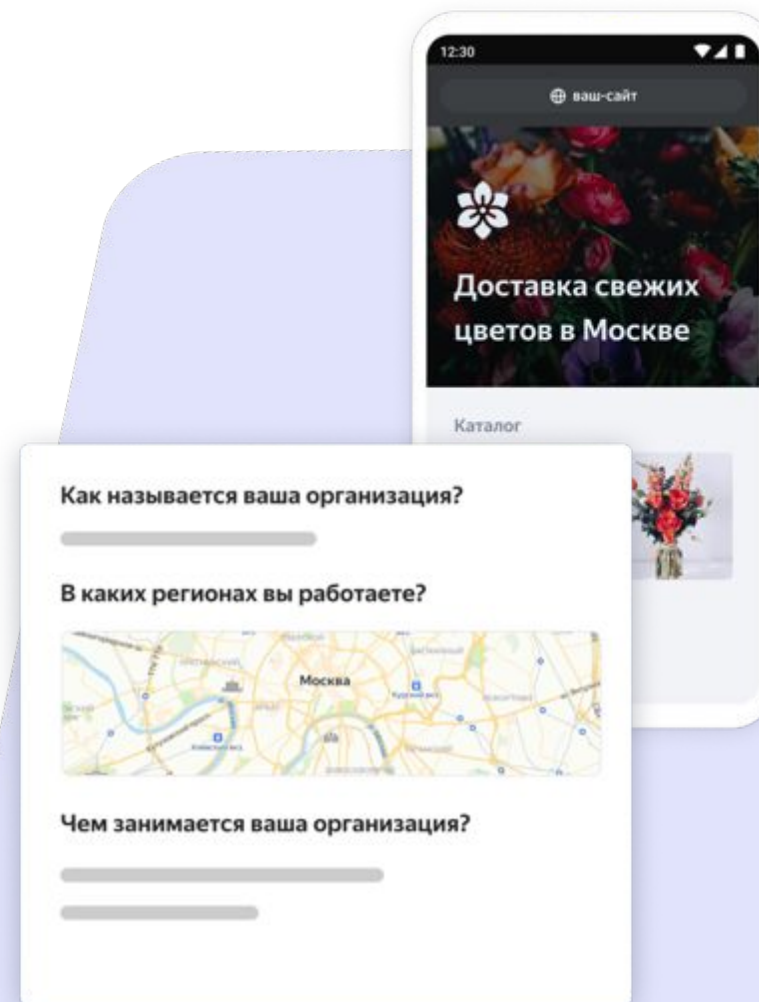 12:30
ваш-сайт
Доставка свежих
цветов в Москве
Каталог
Как называется ваша организация?
В каких регионах вы работаете?
Москва
Чем занимается ваша организация?